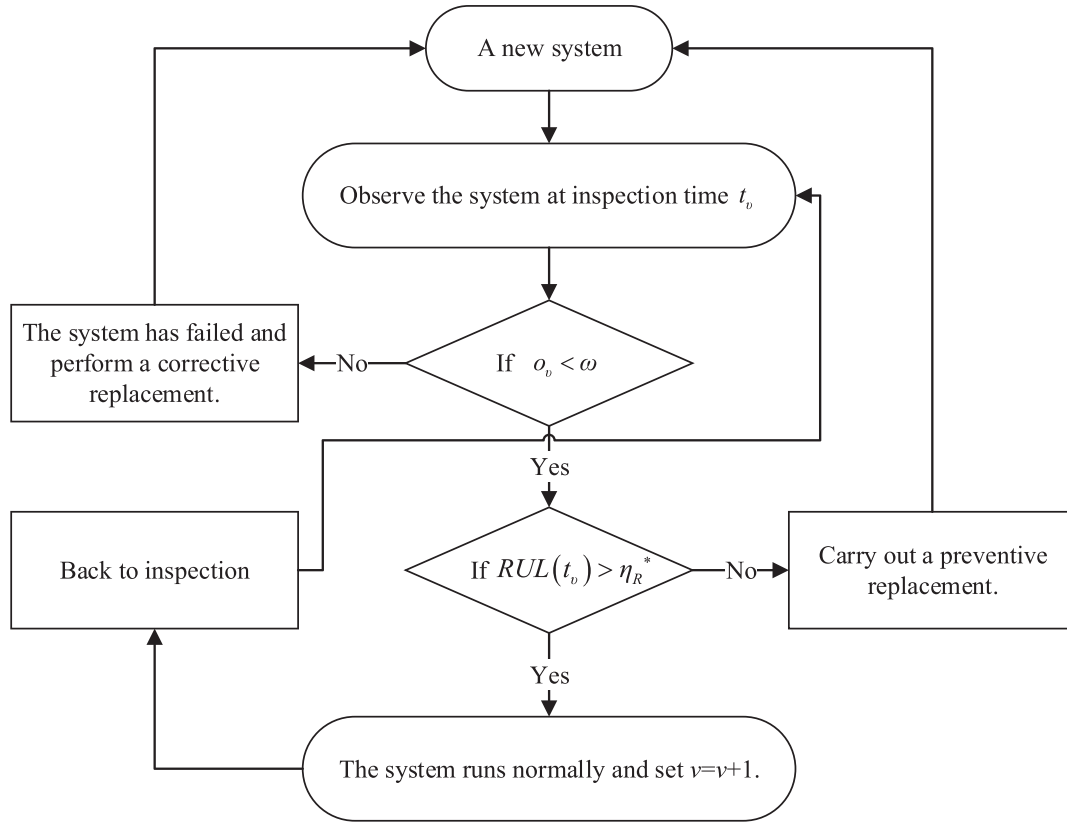 A new system
Observe the system at inspection time t_υ
The system has failed and
perform a corrective
replacement.
No
If o_υ < ω
Yes
Back to inspection
If RUL(t_υ) > η_R*
No
Carry out a preventive
replacement.
Yes
The system runs normally and set v=v+1.